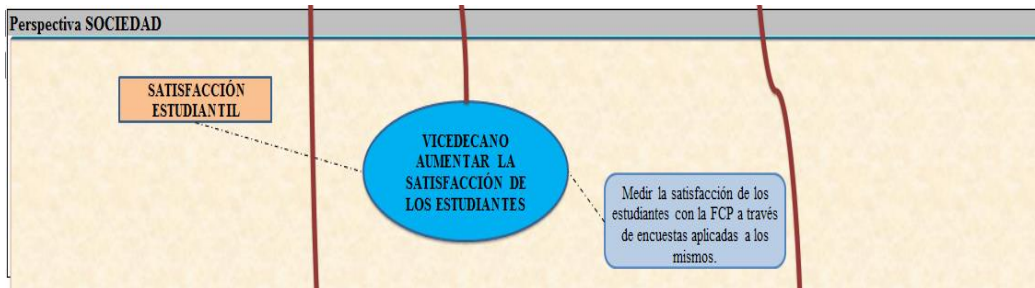 Perspectiva SOCIEDAD
SATISFACCIÓN
ESTUDIANTIL
VICEDECANO
AUMENTAR LA
SATISFACCIÓN DE
LOS ESTUDIANTES
Medir la satisfacción de los
estudiantes con la FCP a través
de encuestas aplicadas a los
mismos.